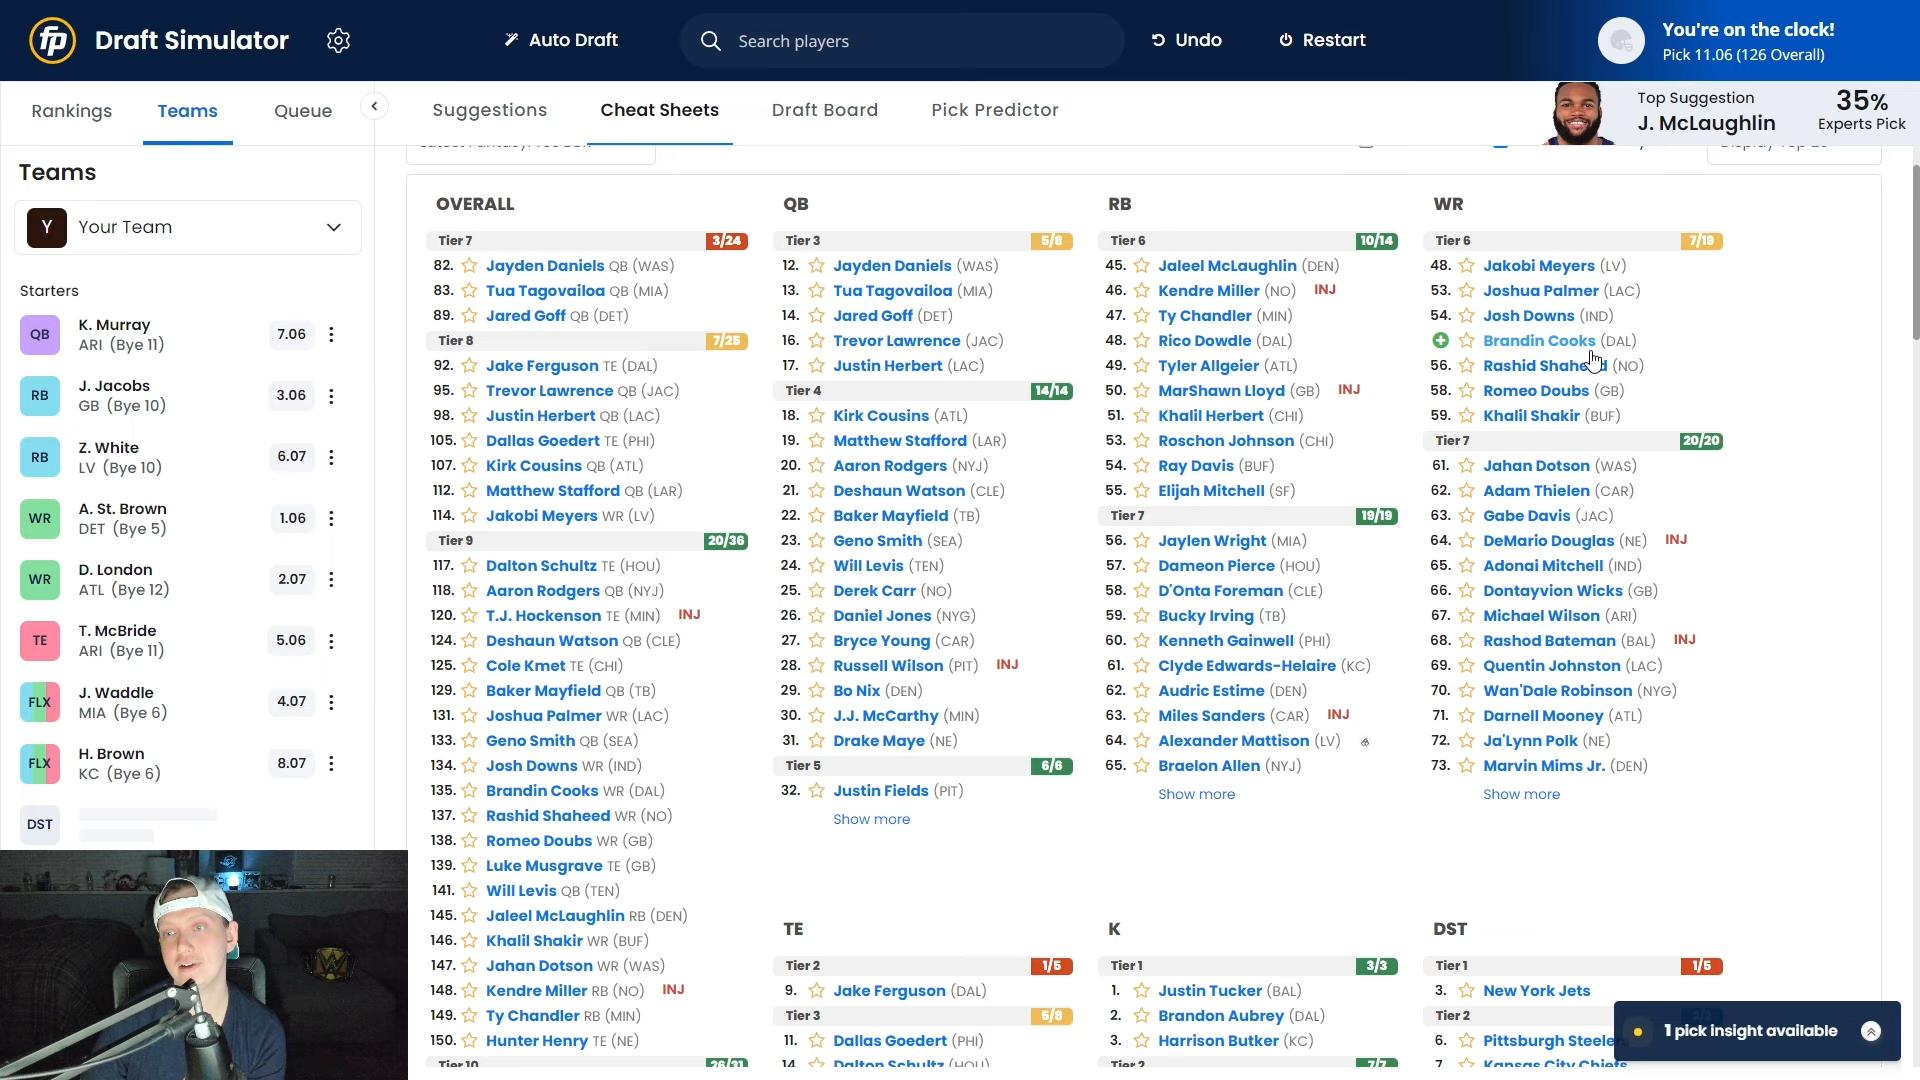 fp Draft Simulator
Auto Draft
Search players
Undo
Restart
You're on the clock!
Pick 11.06 (126 Overall)
Rankings
Teams
Queue
Suggestions
Cheat Sheets
Draft Board
Pick Predictor
Top Suggestion
J. McLaughlin
35%
Experts Pick
Teams
Y Your Team
Starters
QB K. Murray 7.06
ARI (Bye 11)
RB J. Jacobs 3.06
GB (Bye 10)
RB Z. White 6.07
LV (Bye 10)
WR A. St. Brown 1.06
DET (Bye 5)
WR D. London 2.07
ATL (Bye 12)
TE T. McBride 5.06
ARI (Bye 11)
FLX J. Waddle 4.07
MIA (Bye 6)
FLX H. Brown 8.07
KC (Bye 6)
DST
OVERALL
Tier 7 3/24
82. Jayden Daniels QB (WAS)
83. Tua Tagovailoa QB (MIA)
89. Jared Goff QB (DET)
Tier 8 7/25
92. Jake Ferguson TE (DAL)
95. Trevor Lawrence QB (JAC)
98. Justin Herbert QB (LAC)
105. Dallas Goedert TE (PHI)
107. Kirk Cousins QB (ATL)
112. Matthew Stafford QB (LAR)
114. Jakobi Meyers WR (LV)
Tier 9 20/36
117. Dalton Schultz TE (HOU)
118. Aaron Rodgers QB (NYJ)
120. T.J. Hockenson TE (MIN) INJ
124. Deshaun Watson QB (CLE)
125. Cole Kmet TE (CHI)
129. Baker Mayfield QB (TB)
131. Joshua Palmer WR (LAC)
133. Geno Smith QB (SEA)
134. Josh Downs WR (IND)
135. Brandin Cooks WR (DAL)
137. Rashid Shaheed WR (NO)
138. Romeo Doubs WR (GB)
139. Luke Musgrave TE (GB)
141. Will Levis QB (TEN)
145. Jaleel McLaughlin RB (DEN)
146. Khalil Shakir WR (BUF)
147. Jahan Dotson WR (WAS)
148. Kendre Miller RB (NO) INJ
149. Ty Chandler RB (MIN)
150. Hunter Henry TE (NE)
Tier 10 26/31
QB
Tier 3 5/8
12. Jayden Daniels (WAS)
13. Tua Tagovailoa (MIA)
14. Jared Goff (DET)
16. Trevor Lawrence (JAC)
17. Justin Herbert (LAC)
Tier 4 14/14
18. Kirk Cousins (ATL)
19. Matthew Stafford (LAR)
20. Aaron Rodgers (NYJ)
21. Deshaun Watson (CLE)
22. Baker Mayfield (TB)
23. Geno Smith (SEA)
24. Will Levis (TEN)
25. Derek Carr (NO)
26. Daniel Jones (NYG)
27. Bryce Young (CAR)
28. Russell Wilson (PIT) INJ
29. Bo Nix (DEN)
30. J.J. McCarthy (MIN)
31. Drake Maye (NE)
Tier 5 6/6
32. Justin Fields (PIT)
Show more
RB
Tier 6 10/14
45. Jaleel McLaughlin (DEN)
46. Kendre Miller (NO) INJ
47. Ty Chandler (MIN)
48. Rico Dowdle (DAL)
49. Tyler Allgeier (ATL)
50. MarShawn Lloyd (GB) INJ
51. Khalil Herbert (CHI)
53. Roschon Johnson (CHI)
54. Ray Davis (BUF)
55. Elijah Mitchell (SF)
Tier 7 19/19
56. Jaylen Wright (MIA)
57. Dameon Pierce (HOU)
58. D'Onta Foreman (CLE)
59. Bucky Irving (TB)
60. Kenneth Gainwell (PHI)
61. Clyde Edwards-Helaire (KC)
62. Audric Estime (DEN)
63. Miles Sanders (CAR) INJ
64. Alexander Mattison (LV)
65. Braelon Allen (NYJ)
Show more
WR
Tier 6 7/19
48. Jakobi Meyers (LV)
53. Joshua Palmer (LAC)
54. Josh Downs (IND)
Brandin Cooks (DAL)
56. Rashid Shaheed (NO)
58. Romeo Doubs (GB)
59. Khalil Shakir (BUF)
Tier 7 20/20
61. Jahan Dotson (WAS)
62. Adam Thielen (CAR)
63. Gabe Davis (JAC)
64. DeMario Douglas (NE) INJ
65. Adonai Mitchell (IND)
66. Dontayvion Wicks (GB)
67. Michael Wilson (ARI)
68. Rashod Bateman (BAL) INJ
69. Quentin Johnston (LAC)
70. Wan'Dale Robinson (NYG)
71. Darnell Mooney (ATL)
72. Ja'Lynn Polk (NE)
73. Marvin Mims Jr. (DEN)
Show more
TE
Tier 2 1/5
9. Jake Ferguson (DAL)
Tier 3 5/8
11. Dallas Goedert (PHI)
14. Dalton Schultz (HOU)
K
Tier 1 3/3
1. Justin Tucker (BAL)
2. Brandon Aubrey (DAL)
3. Harrison Butker (KC)
Tier 2 7/7
DST
Tier 1 1/5
3. New York Jets
Tier 2
6. Pittsburgh Steeler
7. Kansas City Chiefs
1 pick insight available